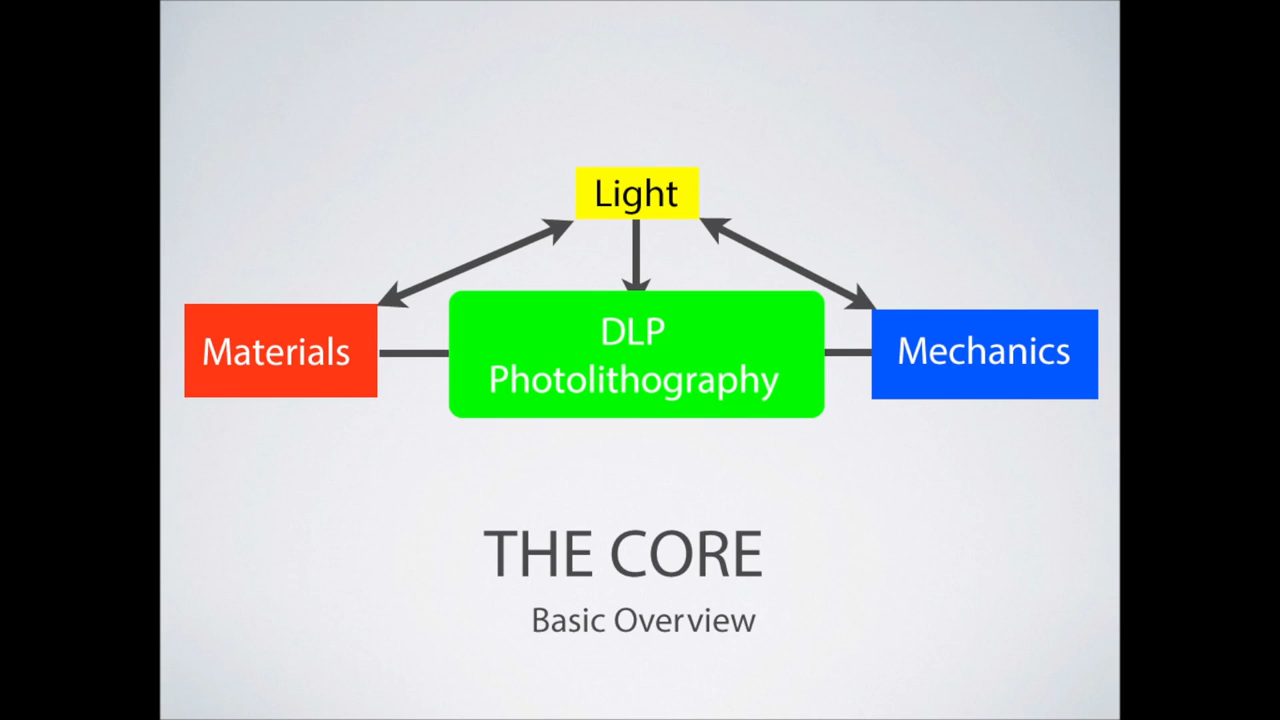 Light
Materials
DLP
Photolithography
Mechanics
THE CORE
Basic Overview